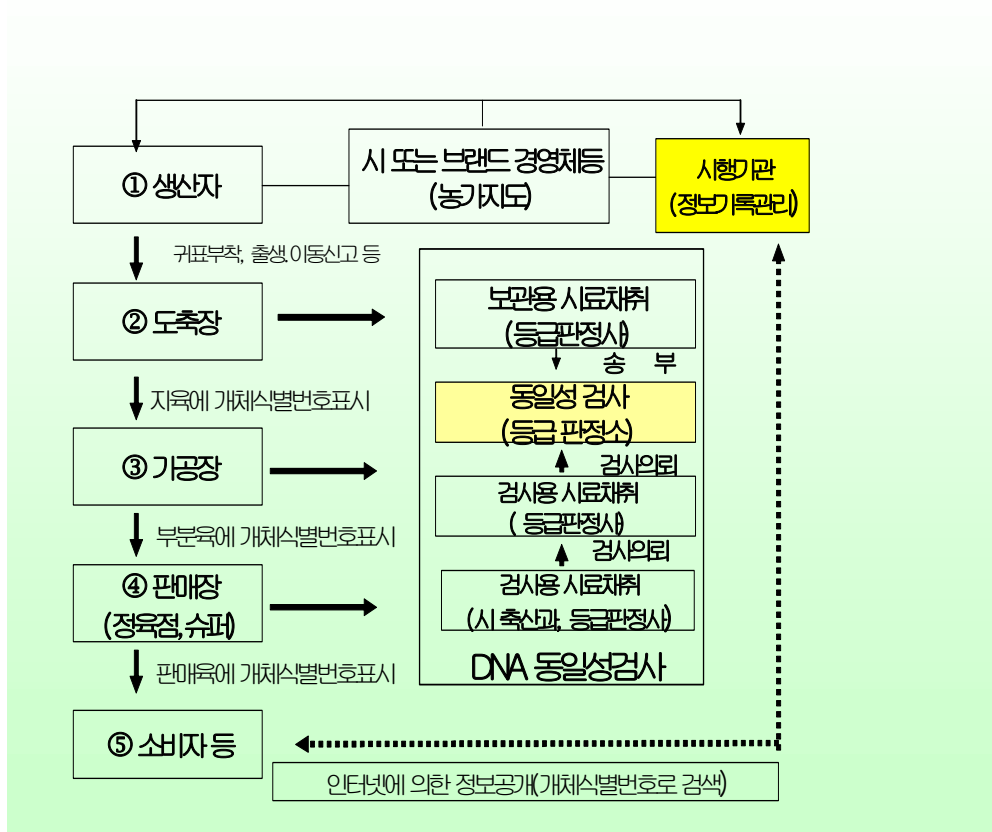 ① 생산자
시 또는 브랜드 경영체등
(농가지도)
시행기관
(정보기록관리)
귀표부착, 출생.이동신고 등
② 도축장
보관용 시료채취
(등급판정사)
송 부
지육에 개체식별번호표시
동일성 검사
(등급 판정소)
③ 가공장
검사의뢰
검사용 시료채취
( 등급판정사)
부분육에 개체식별번호표시
검사의뢰
④ 판매장
(정육점,슈퍼)
검사용 시료채취
(시 축산과, 등급판정사)
DNA 동일성검사
판매육에 개체식별번호표시
⑤ 소비자 등
인터넷에 의한 정보공개(개체식별번호로 검색)